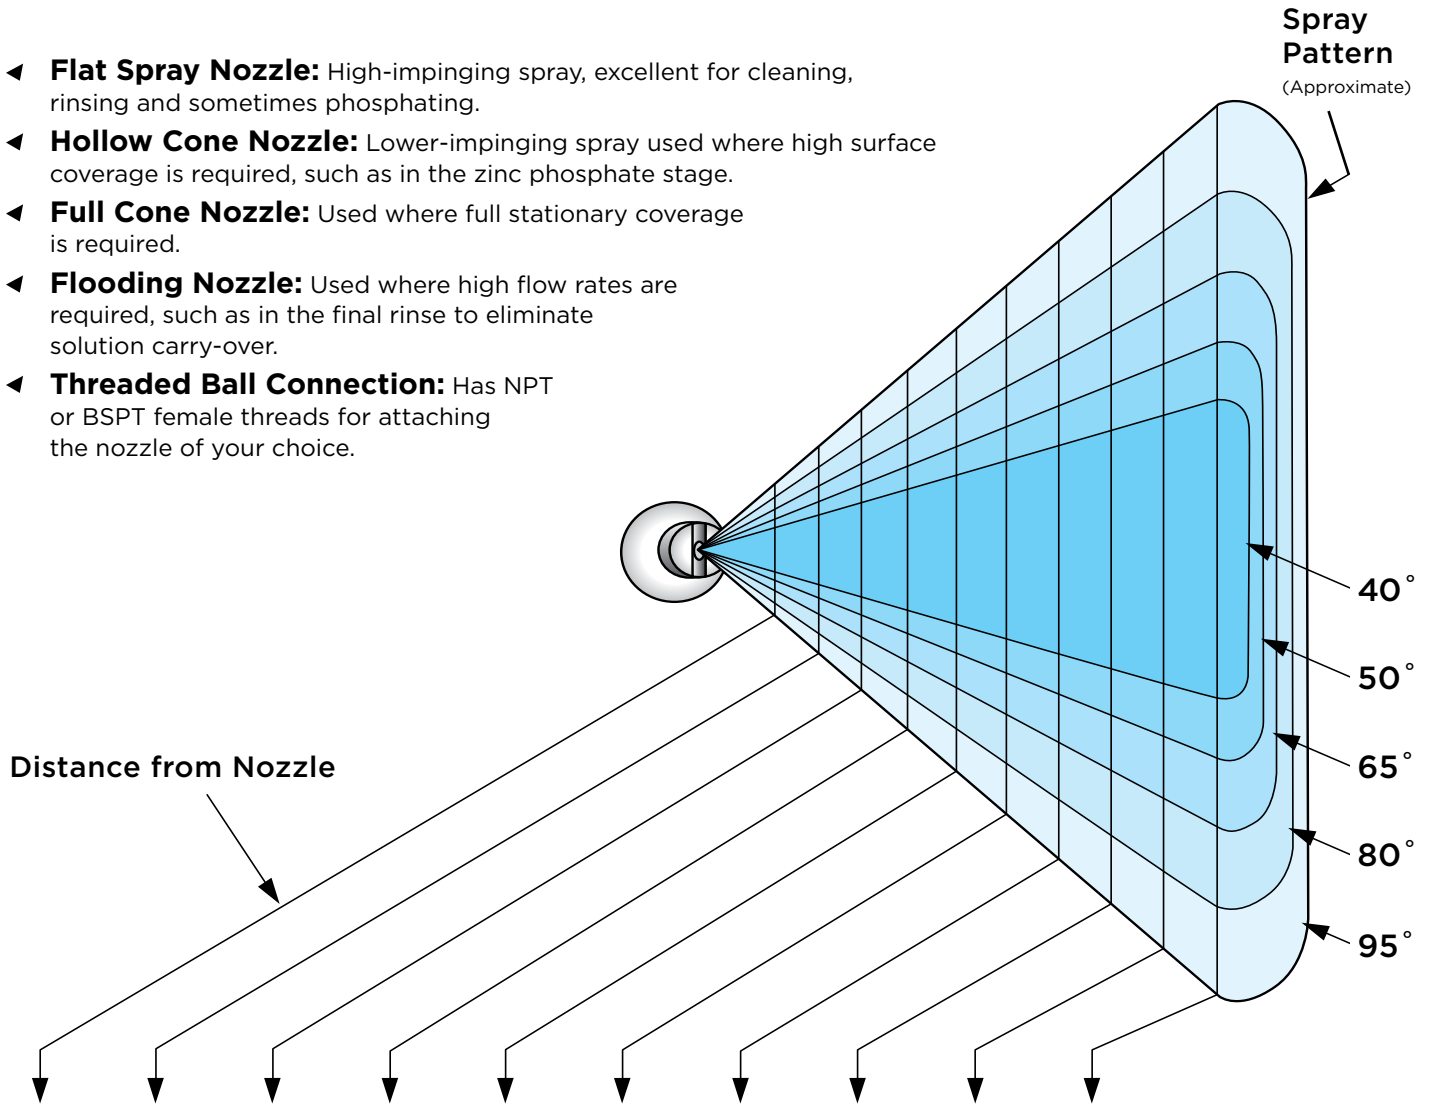 Spray
Pattern
(Approximate)
Flat Spray Nozzle: High-impinging spray, excellent for cleaning,
rinsing and sometimes phosphating.
Hollow Cone Nozzle: Lower-impinging spray used where high surface
coverage is required, such as in the zinc phosphate stage.
Full Cone Nozzle: Used where full stationary coverage
is required.
Flooding Nozzle: Used where high flow rates are
required, such as in the final rinse to eliminate
solution carry-over.
Threaded Ball Connection: Has NPT
or BSPT female threads for attaching
the nozzle of your choice.
40°
50°
65°
80°
95°
Distance from Nozzle